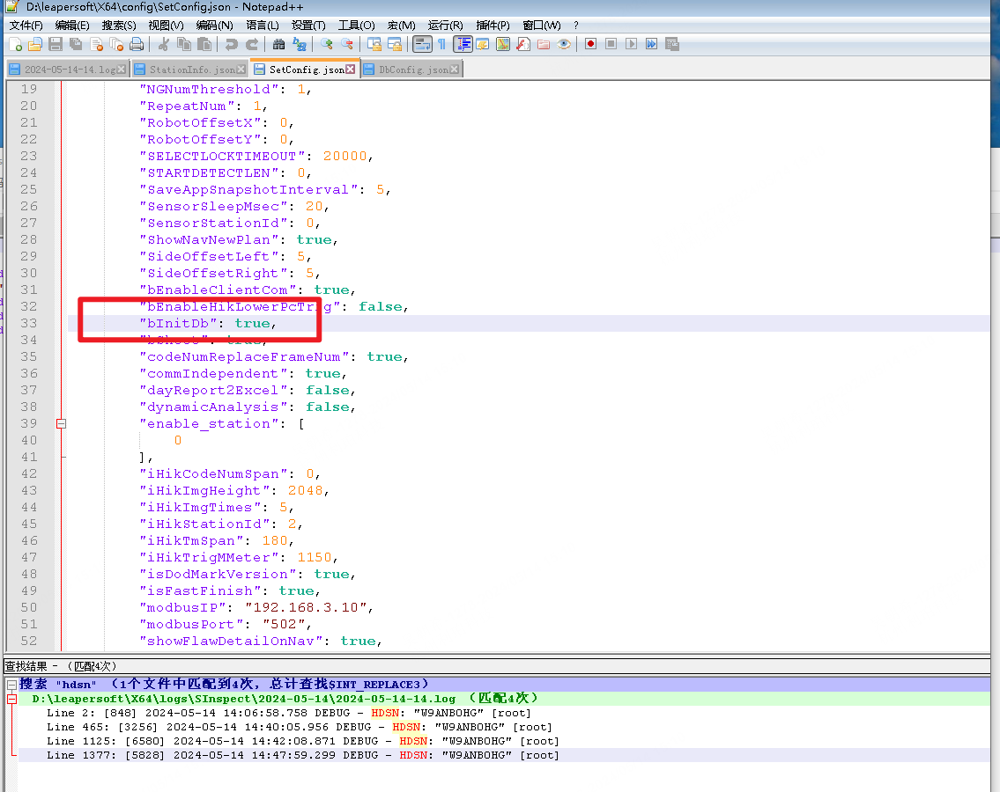 D:\leapersoft\X64\config\SetConfig.json - Notepad++
文件(F) 编辑(E) 搜索(S) 视图(V) 编码(N) 语言(L) 设置(T) 工具(O) 宏(M) 运行(R) 插件(P) 窗口(W) ?
2024-05-14-14.log StationInfo.json SetConfig.json DbConfig.json
19 "NGNumThreshold": 1,
20 "RepeatNum": 1,
21 "RobotOffsetX": 0,
22 "RobotOffsetY": 0,
23 "SELECTLOCKTIMEOUT": 20000,
24 "STARTDETECTLEN": 0,
25 "SaveAppSnapshotInterval": 5,
26 "SensorSleepMsec": 20,
27 "SensorStationId": 0,
28 "ShowNavNewPlan": true,
29 "SideOffsetLeft": 5,
30 "SideOffsetRight": 5,
31 "bEnableClientCom": true,
32 "bEnableHikLowerPcTrig": false,
33 "bInitDb": true,
34 "bSheet": true,
35 "codeNumReplaceFrameNum": true,
36 "commIndependent": true,
37 "dayReport2Excel": false,
38 "dynamicAnalysis": false,
39 "enable_station": [
40 0
41 ],
42 "iHikCodeNumSpan": 0,
43 "iHikImgHeight": 2048,
44 "iHikImgTimes": 5,
45 "iHikStationId": 2,
46 "iHikTmSpan": 180,
47 "iHikTrigMMeter": 1150,
48 "isDodMarkVersion": true,
49 "isFastFinish": true,
50 "modbusIP": "192.168.3.10",
51 "modbusPort": "502",
52 "showFlawDetailOnNav": true,
查找结果 - （匹配4次）
搜索 "hdsn" （1个文件中匹配到4次，总计查找$INT_REPLACE3）
D:\leapersoft\X64\logs\SInspect\2024-05-14\2024-05-14-14.log （匹配4次）
Line 2: [848] 2024-05-14 14:06:58.758 DEBUG - HDSN: "W9ANBOHG" [root]
Line 465: [3256] 2024-05-14 14:40:05.956 DEBUG - HDSN: "W9ANBOHG" [root]
Line 1125: [6580] 2024-05-14 14:42:08.871 DEBUG - HDSN: "W9ANBOHG" [root]
Line 1377: [5828] 2024-05-14 14:47:59.299 DEBUG - HDSN: "W9ANBOHG" [root]